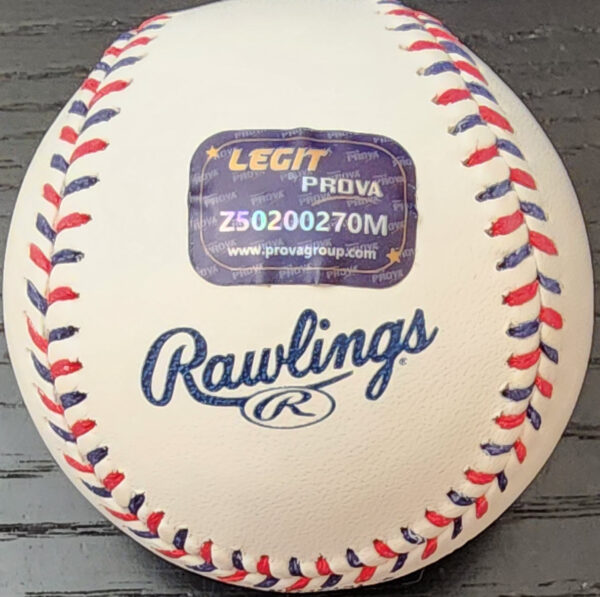 LEGIT
PROVA
Z50200270M
www.provagroup.com
Rawlings®
R